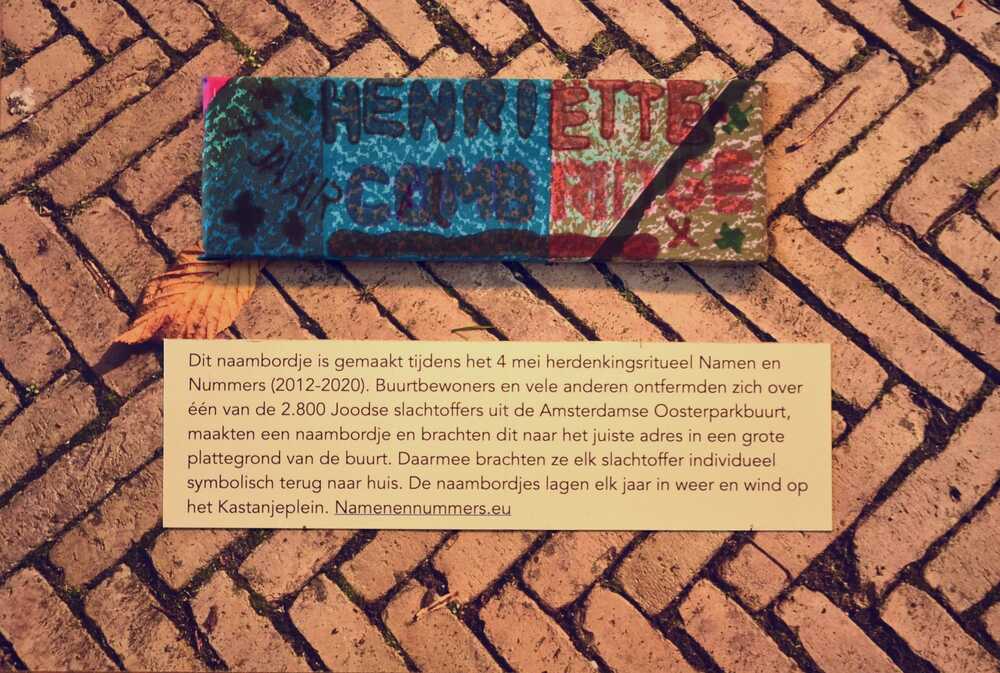 HENRIETTE
JAAR
Dit naambordje is gemaakt tijdens het 4 mei herdenkingsritueel Namen en
Nummers (2012-2020). Buurtbewoners en vele anderen ontfermden zich over
één van de 2.800 Joodse slachtoffers uit de Amsterdamse Oosterparkbuurt,
maakten een naambordje en brachten dit naar het juiste adres in een grote
plattegrond van de buurt. Daarmee brachten ze elk slachtoffer individueel
symbolisch terug naar huis. De naambordjes lagen elk jaar in weer en wind op
het Kastanjeplein. Namenennummers.eu